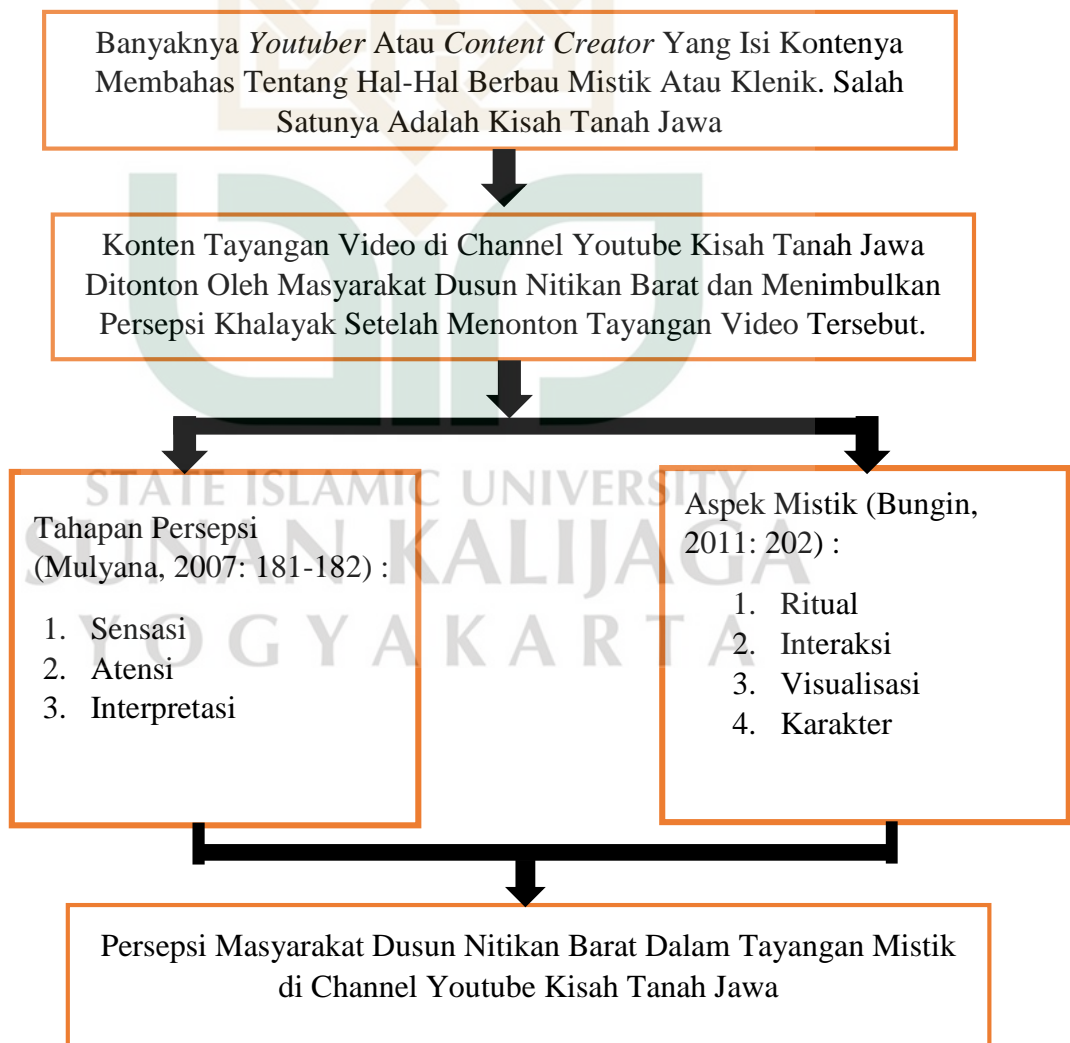 Banyaknya Youtuber Atau Content Creator Yang Isi Kontenya
Membahas Tentang Hal-Hal Berbau Mistik Atau Klenik. Salah
Satunya Adalah Kisah Tanah Jawa
Konten Tayangan Video di Channel Youtube Kisah Tanah Jawa
Ditonton Oleh Masyarakat Dusun Nitikan Barat dan Menimbulkan
Persepsi Khalayak Setelah Menonton Tayangan Video Tersebut.
STATE ISLAMIC UNIVERSITY
SUNAN KALIJAGA
YOGYAKARTA
Tahapan Persepsi
(Mulyana, 2007: 181-182) :
1. Sensasi
2. Atensi
3. Interpretasi
Aspek Mistik (Bungin,
2011: 202) :
1. Ritual
2. Interaksi
3. Visualisasi
4. Karakter
Persepsi Masyarakat Dusun Nitikan Barat Dalam Tayangan Mistik
di Channel Youtube Kisah Tanah Jawa